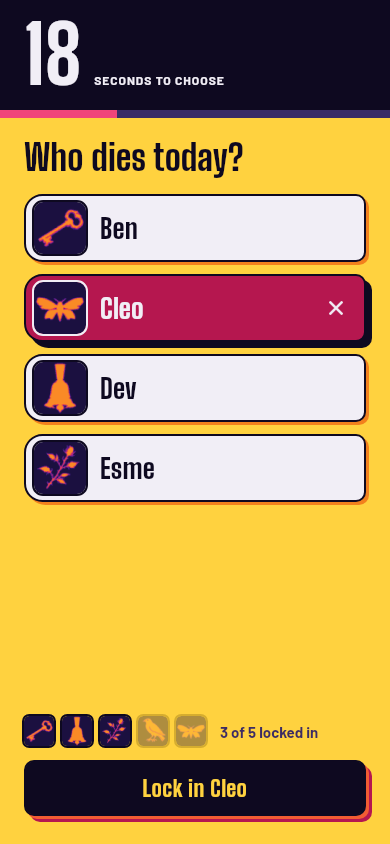 18
SECONDS TO CHOOSE
Who dies today?
Ben
Cleo
Dev
Esme
3 of 5 locked in
Lock in Cleo